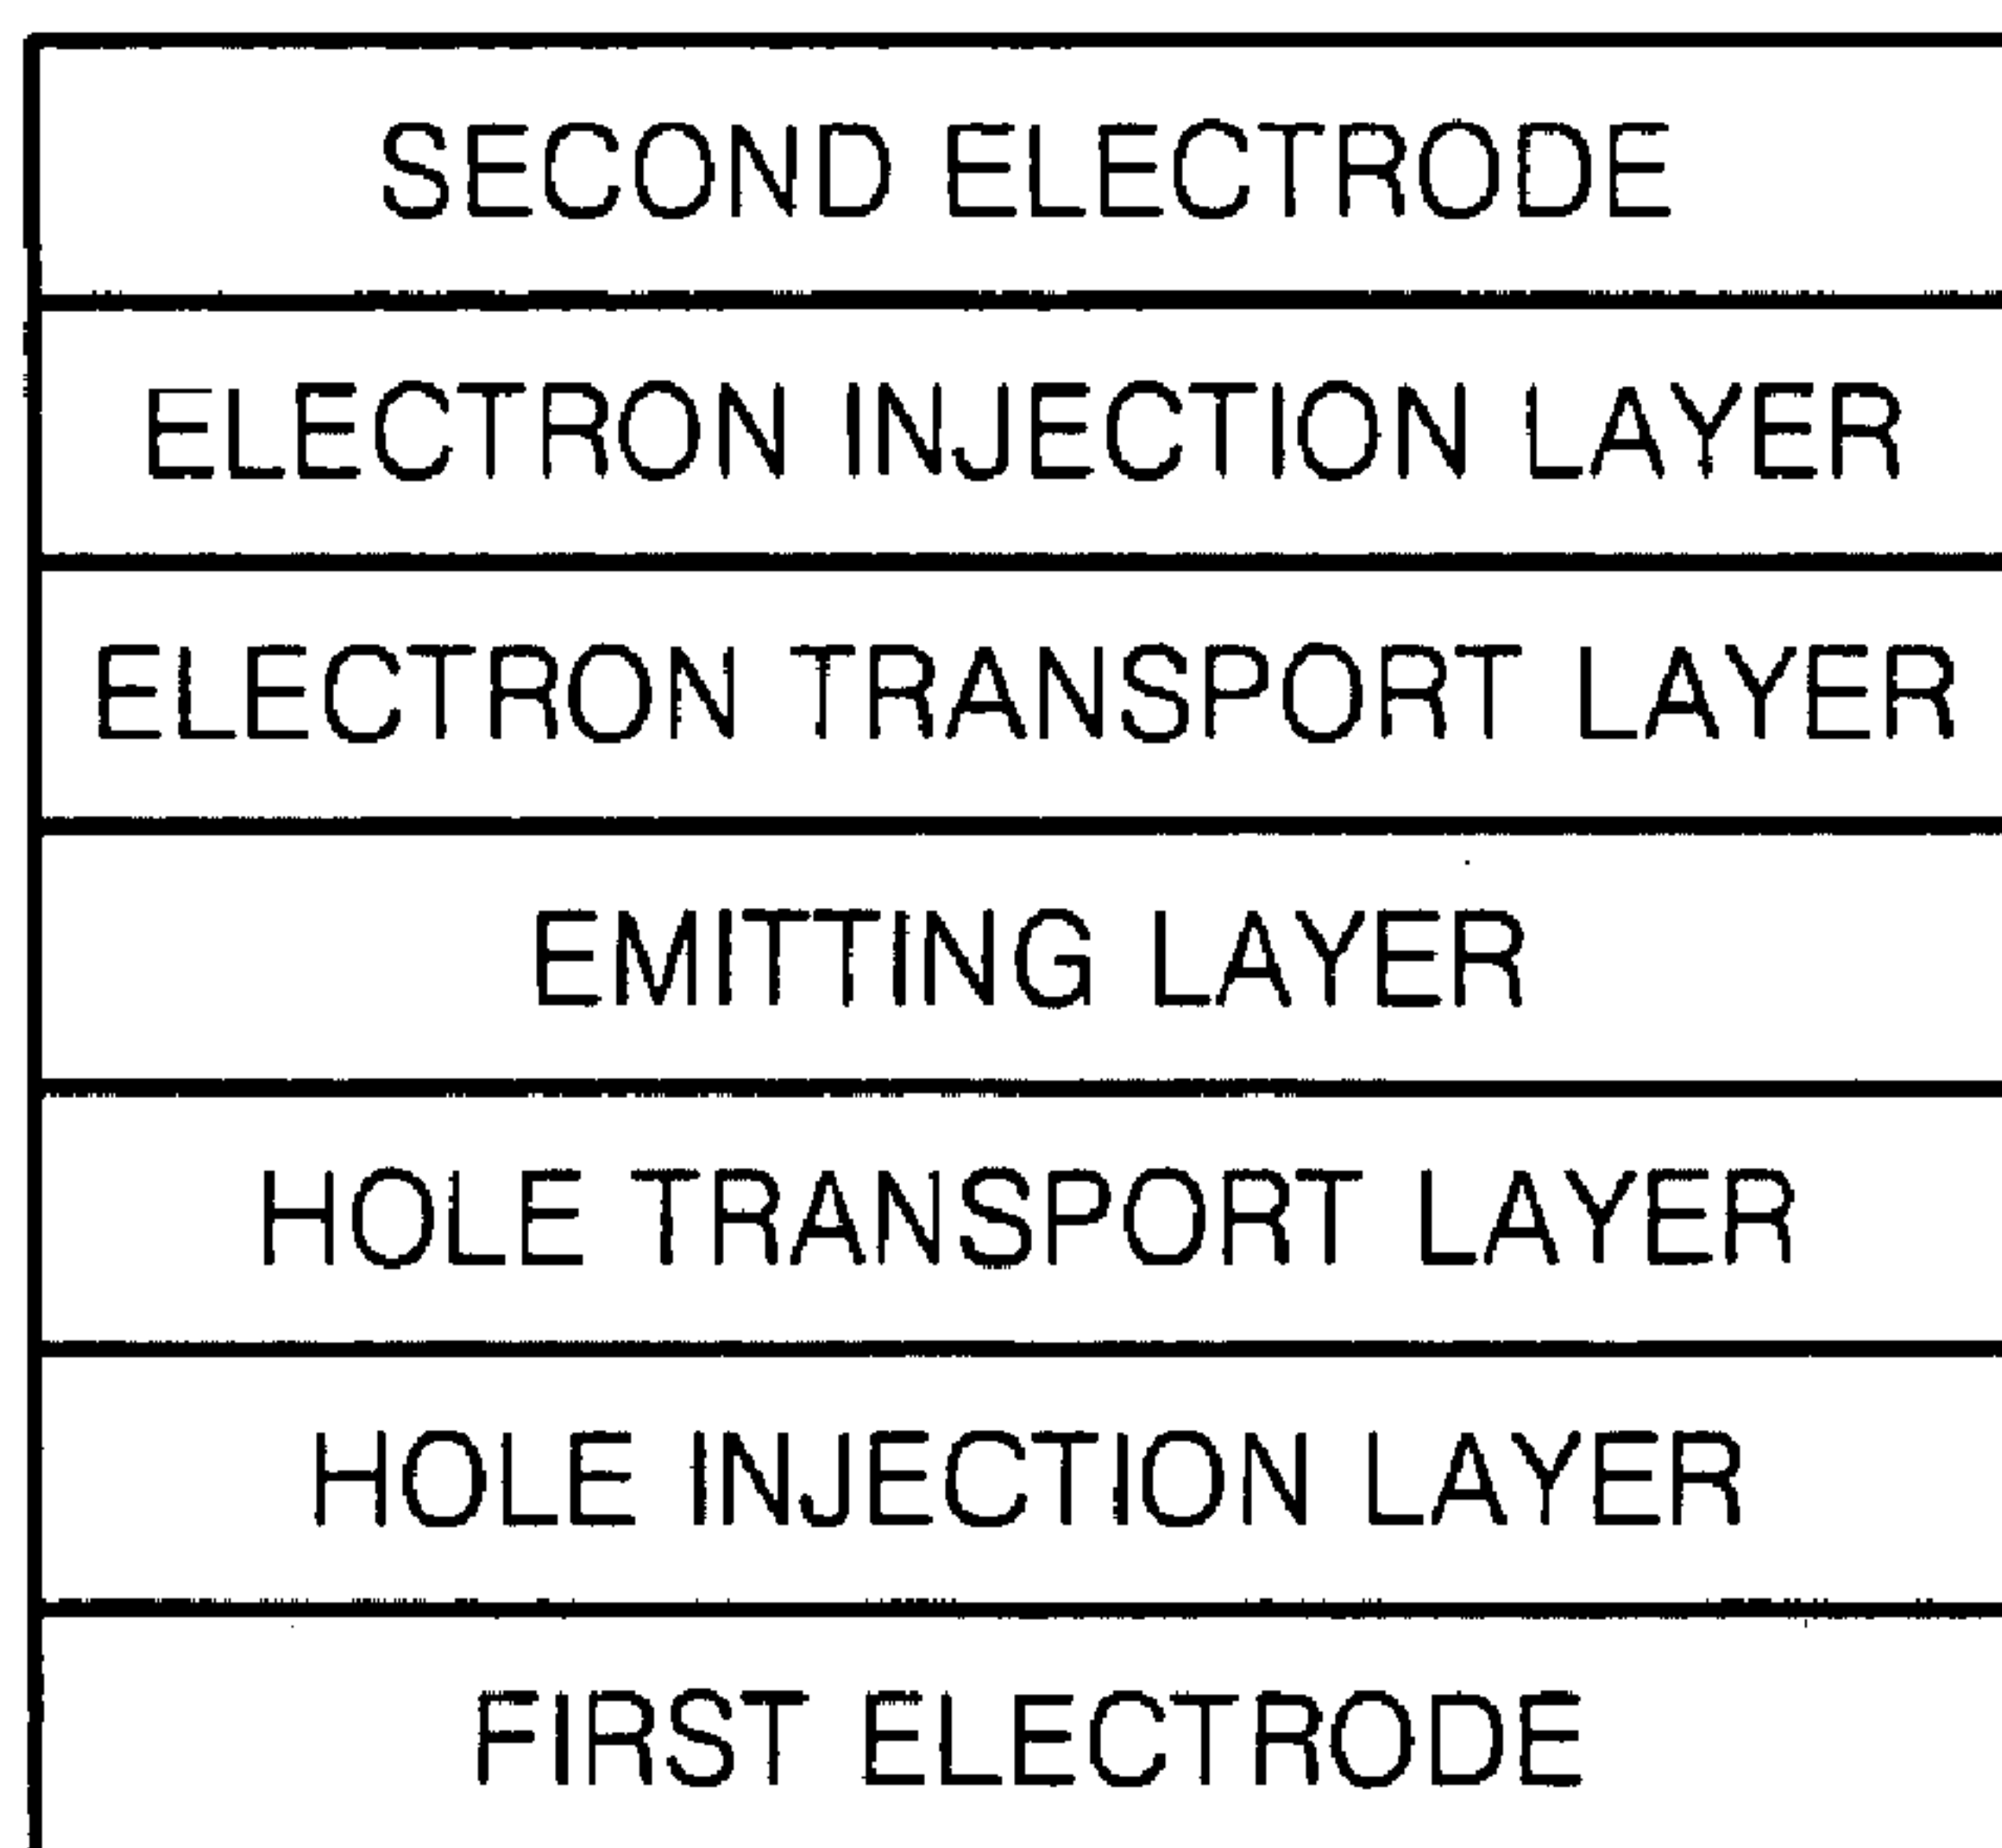 SECOND ELECTRODE
ELECTRON INJECTION LAYER
ELECTRON TRANSPORT LAYER
EMITTING LAYER
HOLE TRANSPORT LAYER
HOLE INJECTION LAYER
FIRST ELECTRODE